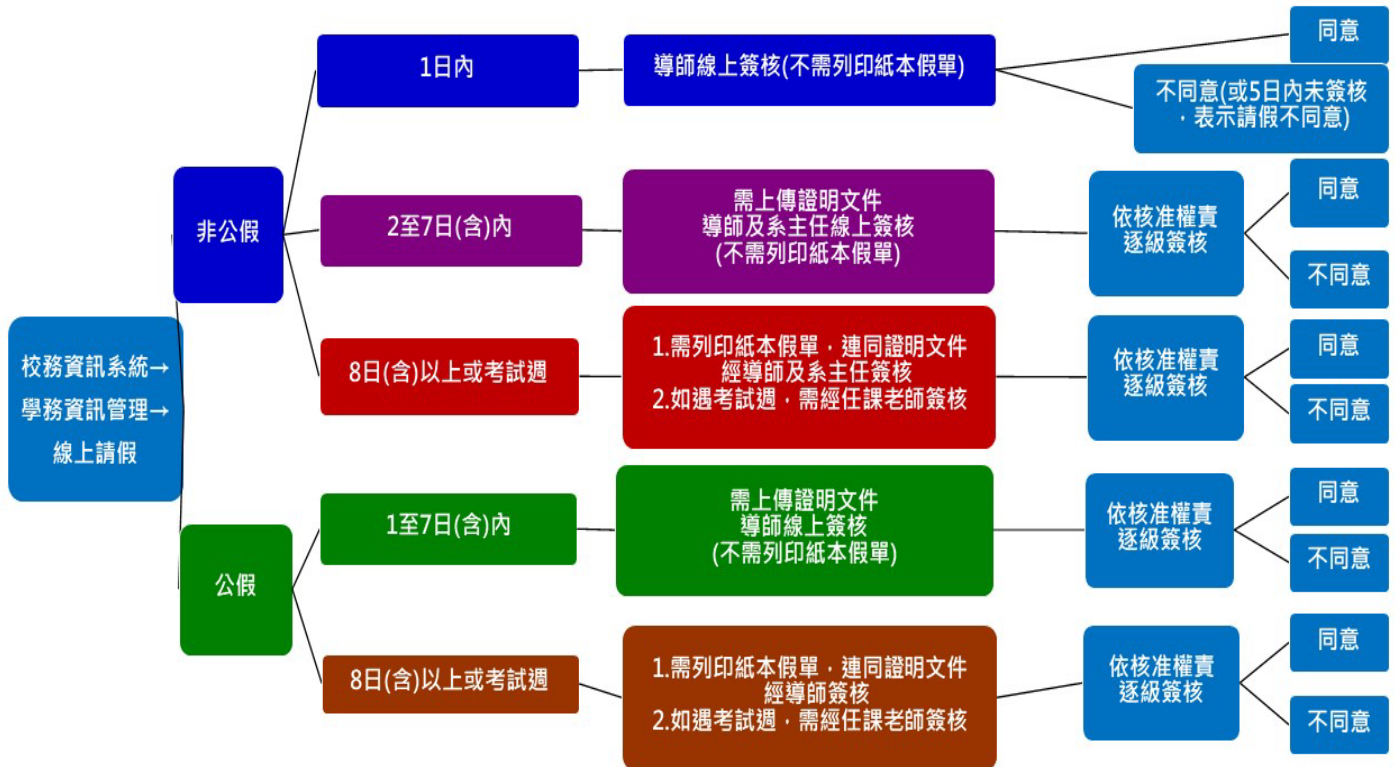 校務資訊系統→
學務資訊管理→
線上請假
非公假
1日內
導師線上簽核(不需列印紙本假單)
同意
不同意(或5日內未簽核
，表示請假不同意)
2至7日(含)內
需上傳證明文件
導師及系主任線上簽核
(不需列印紙本假單)
依核准權責
逐級簽核
同意
不同意
8日(含)以上或考試週
1.需列印紙本假單，連同證明文件
經導師及系主任簽核
2.如遇考試週，需經任課老師簽核
依核准權責
逐級簽核
同意
不同意
公假
1至7日(含)內
需上傳證明文件
導師線上簽核
(不需列印紙本假單)
依核准權責
逐級簽核
同意
不同意
8日(含)以上或考試週
1.需列印紙本假單，連同證明文件
經導師簽核
2.如遇考試週，需經任課老師簽核
依核准權責
逐級簽核
同意
不同意